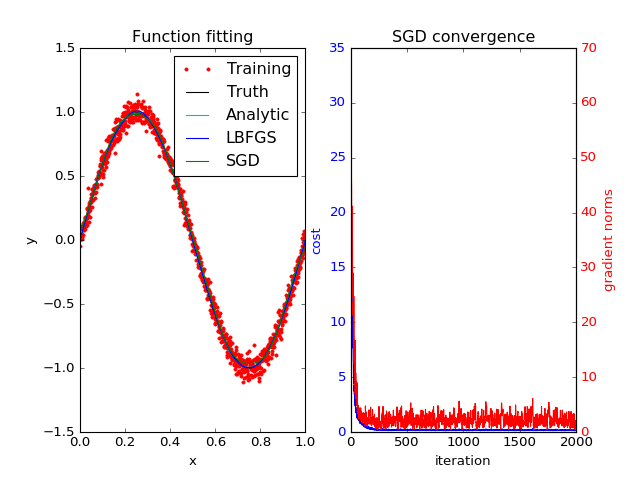 Function fitting
1.5
1.0
0.5
0.0
−0.5
−1.0
−1.5
0.0 0.2 0.4 0.6 0.8 1.0
x
y
Training
Truth
Analytic
LBFGS
SGD
SGD convergence
35
30
25
20
15
10
5
0
cost
70
60
50
40
30
20
10
0
gradient norms
0 500 1000 1500 2000
iteration